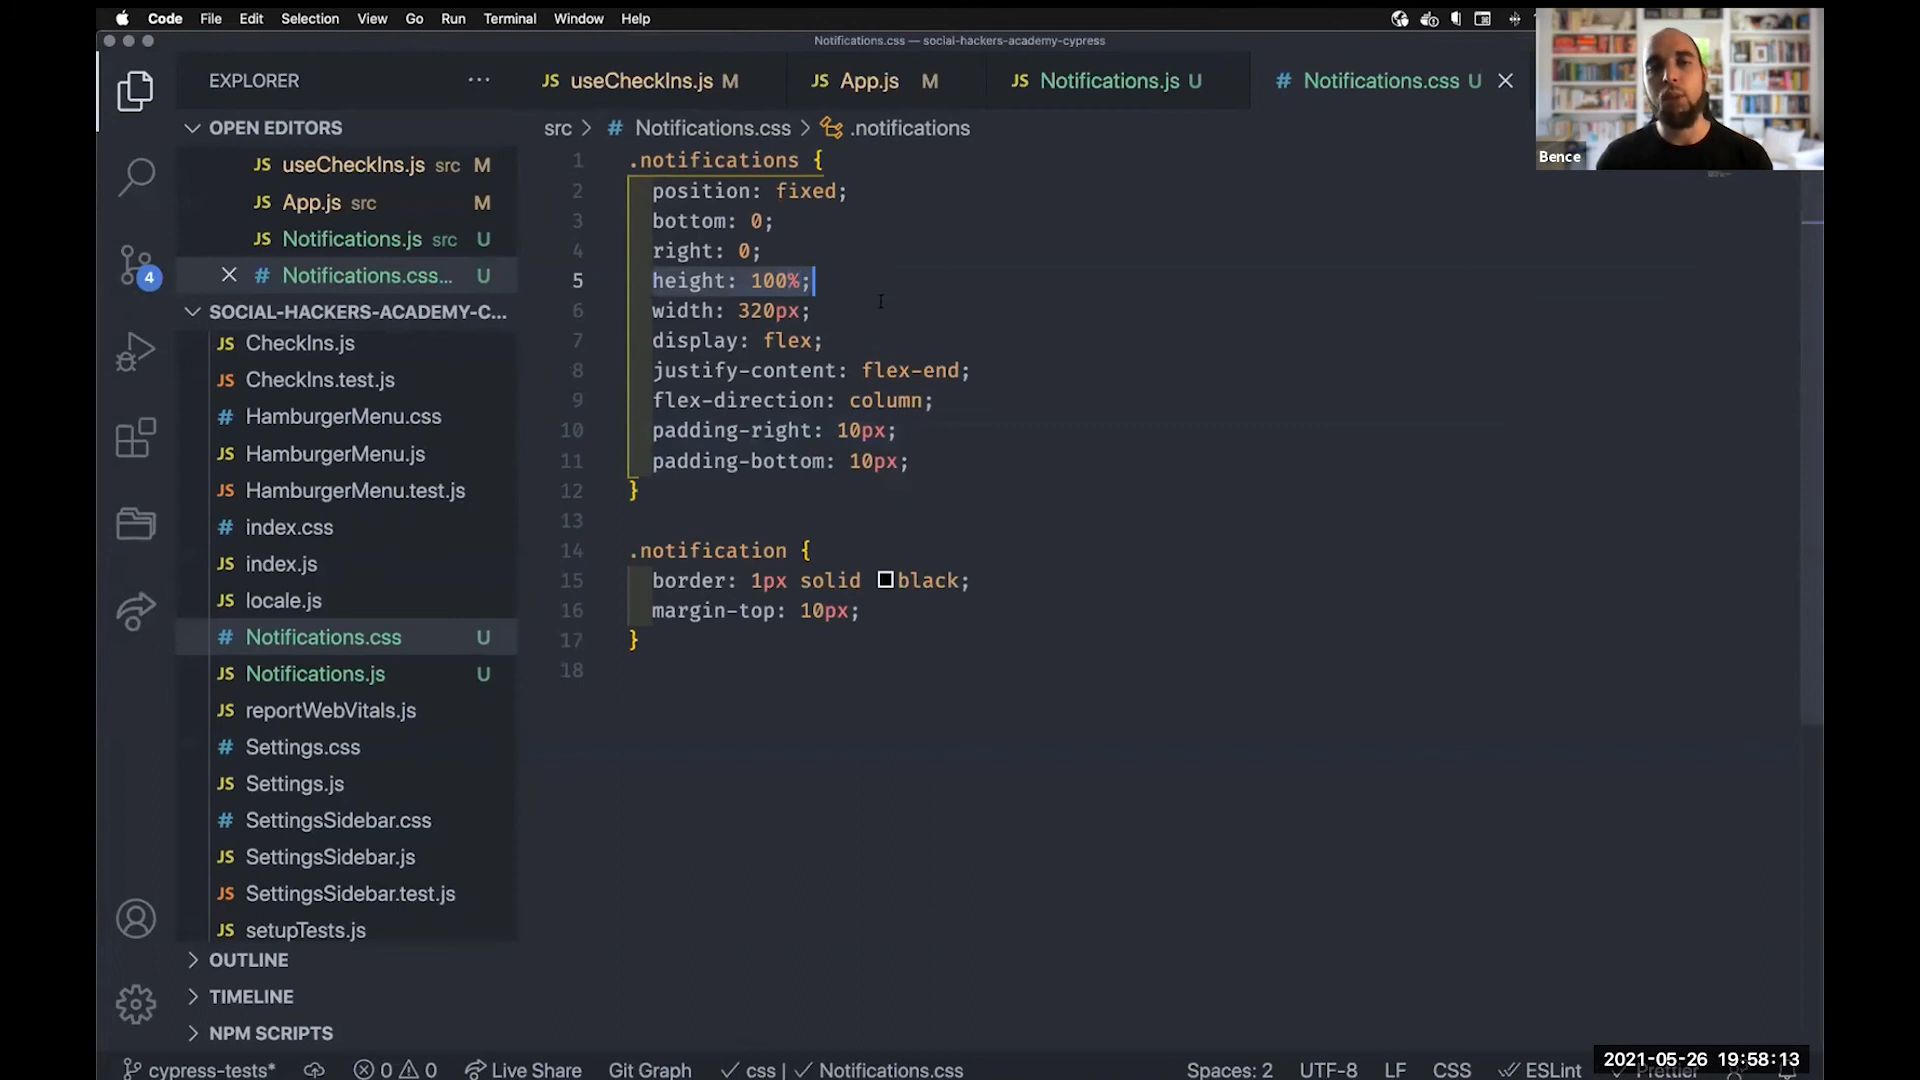 Code File Edit Selection View Go Run Terminal Window Help
Notifications.css — social-hackers-academy-cypress
Bence
EXPLORER ···
useCheckIns.js M
App.js M
Notifications.js U
Notifications.css U
OPEN EDITORS
JS useCheckIns.js src M
JS App.js src M
JS Notifications.js src U
# Notifications.css... U
4
SOCIAL-HACKERS-ACADEMY-C...
JS CheckIns.js
JS CheckIns.test.js
# HamburgerMenu.css
JS HamburgerMenu.js
JS HamburgerMenu.test.js
# index.css
JS index.js
JS locale.js
# Notifications.css U
JS Notifications.js U
JS reportWebVitals.js
# Settings.css
JS Settings.js
# SettingsSidebar.css
JS SettingsSidebar.js
JS SettingsSidebar.test.js
JS setupTests.js
OUTLINE
TIMELINE
NPM SCRIPTS
src > # Notifications.css > .notifications
1 .notifications {
2 position: fixed;
3 bottom: 0;
4 right: 0;
5 height: 100%;
6 width: 320px;
7 display: flex;
8 justify-content: flex-end;
9 flex-direction: column;
10 padding-right: 10px;
11 padding-bottom: 10px;
12 }
13
14 .notification {
15 border: 1px solid black;
16 margin-top: 10px;
17 }
18
cypress-tests* 0 0 Live Share Git Graph css | Notifications.css Spaces: 2 UTF-8 LF CSS ESLint Prettier
2021-05-26 19:58:13